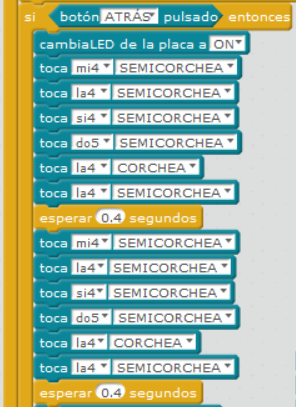 si botón ATRÁS pulsado entonces
cambiaLED de la placa a ON
toca mi4 SEMICORCHEA
toca la4 SEMICORCHEA
toca si4 SEMICORCHEA
toca do5 SEMICORCHEA
toca la4 CORCHEA
toca la4 SEMICORCHEA
esperar 0.4 segundos
toca mi4 SEMICORCHEA
toca la4 SEMICORCHEA
toca si4 SEMICORCHEA
toca do5 SEMICORCHEA
toca la4 CORCHEA
toca la4 SEMICORCHEA
esperar 0.4 segundos